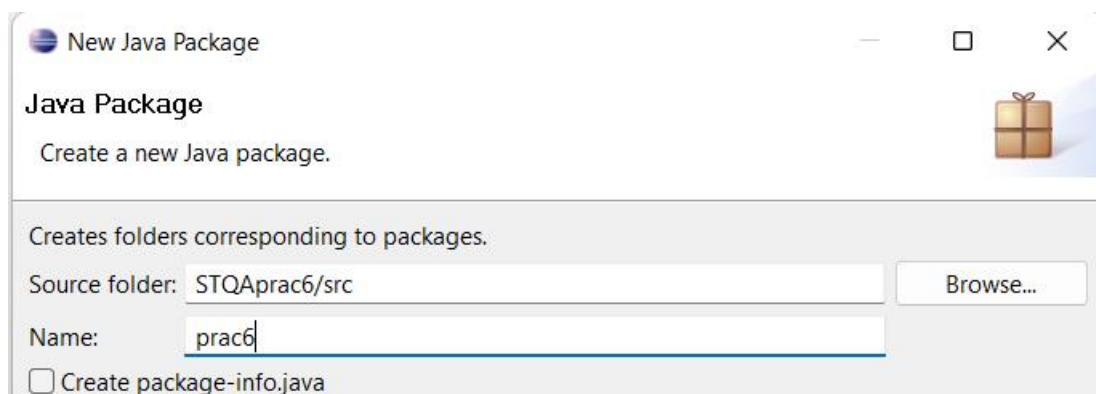 New Java Package
Java Package
Create a new Java package.
Creates folders corresponding to packages.
Source folder: STQAprac6/src Browse...
Name: prac6
Create package-info.java